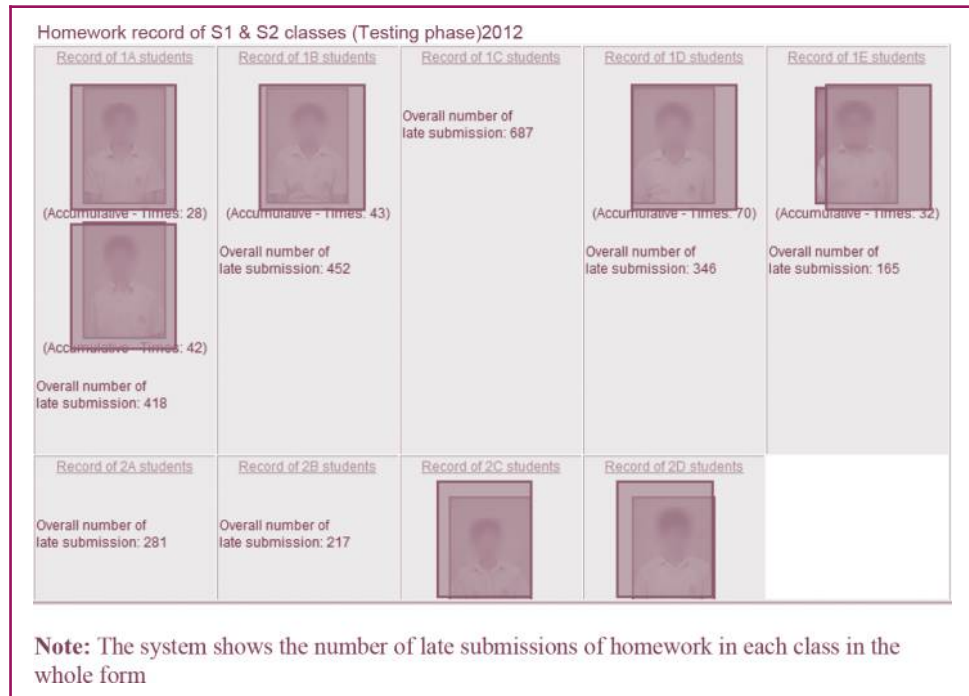 Homework record of S1 & S2 classes (Testing phase)2012
Record of 1A students
(Accumulative - Times: 28)
(Accumulative - Times: 42)
Overall number of
late submission: 418
Record of 1B students
(Accumulative - Times: 43)
Overall number of
late submission: 452
Record of 1C students
Overall number of
late submission: 687
Record of 1D students
(Accumulative - Times: 70)
Overall number of
late submission: 346
Record of 1E students
(Accumulative - Times: 32)
Overall number of
late submission: 165
Record of 2A students
Overall number of
late submission: 281
Record of 2B students
Overall number of
late submission: 217
Record of 2C students
Record of 2D students
Note: The system shows the number of late submissions of homework in each class in the
whole form